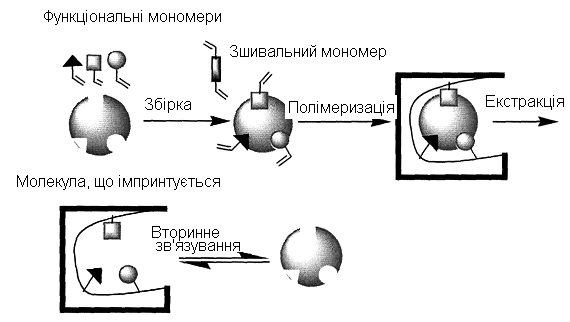 Функціональні мономери
Зшивальний мономер
Збірка
Полімеризація
Екстракція
Молекула, що імпринтується
Вторинне
зв'язування